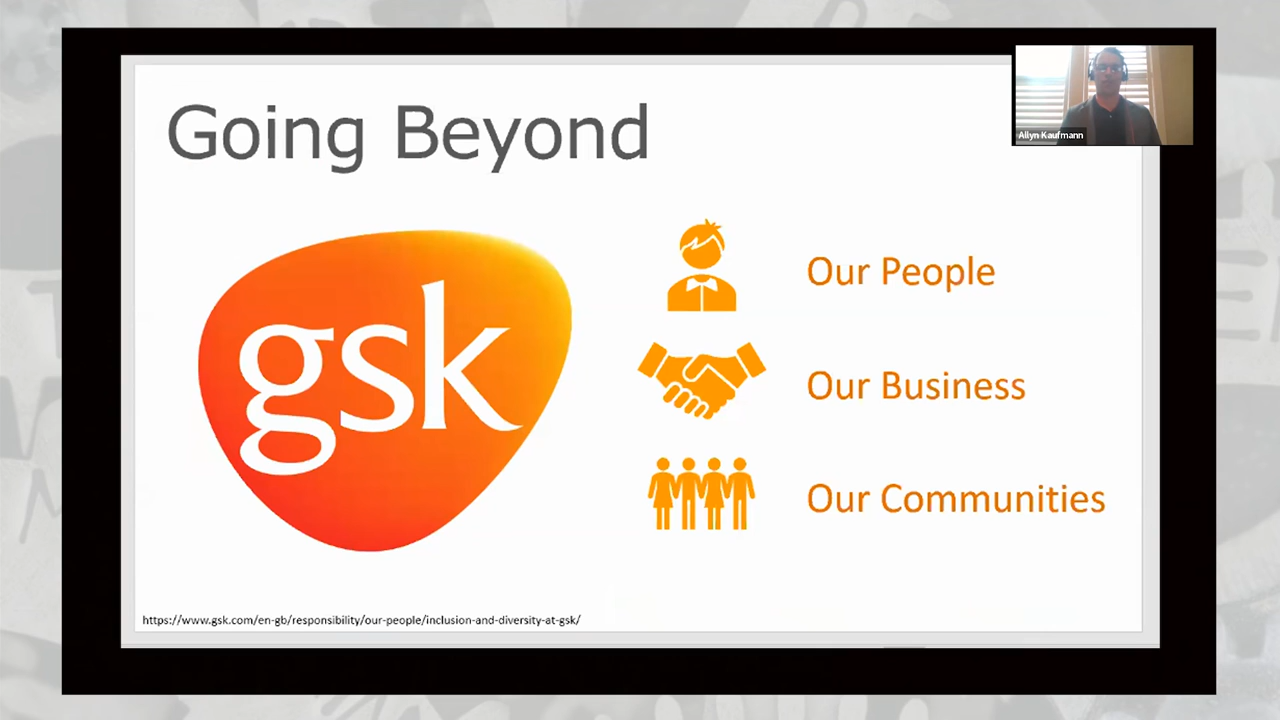 Going Beyond
Allyn Kaufmann
gsk
Our People
Our Business
Our Communities
https://www.gsk.com/en-gb/responsibility/our-people/inclusion-and-diversity-at-gsk/